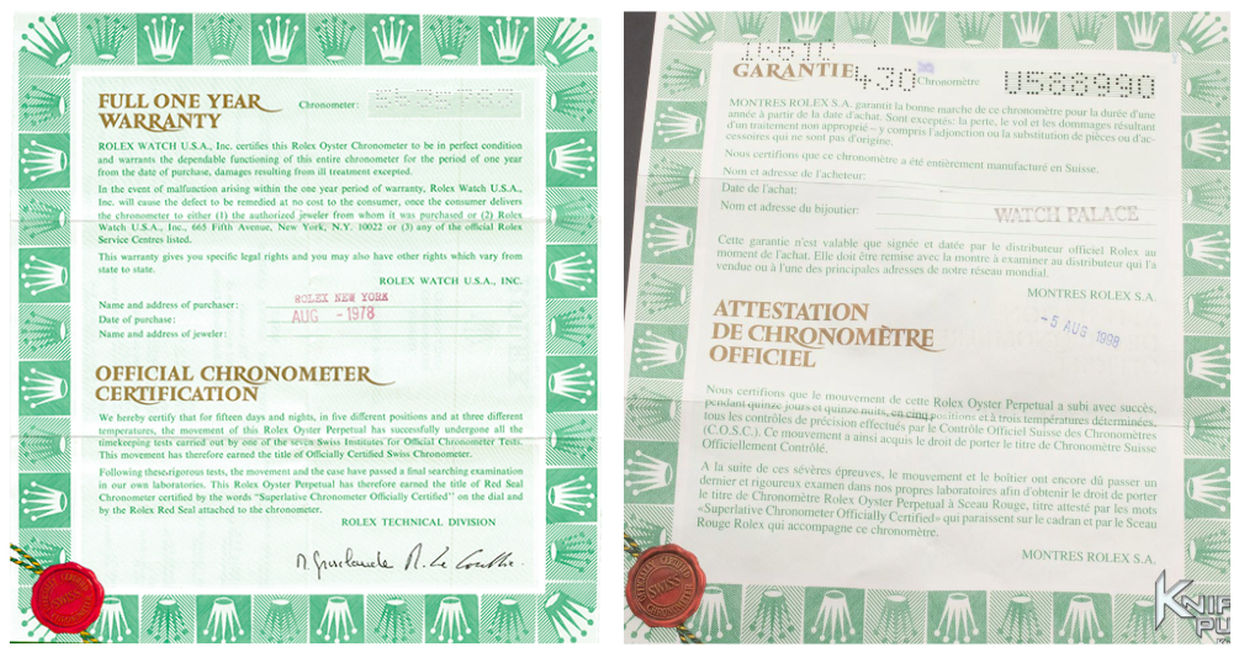 FULL ONE YEAR
WARRANTY
Chronometer:
ROLEX WATCH U.S.A., Inc. certifies this Rolex Oyster Chronometer to be in perfect condition
and warrants the dependable functioning of this entire chronometer for the period of one year
from the date of purchase, damages resulting from ill treatment excepted.
In the event of malfunction arising within the one year period of warranty, Rolex Watch U.S.A.,
Inc. will cause the defect to be remedied at no cost to the consumer, once the consumer delivers
the chronometer to either (1) the authorized jeweler from whom it was purchased or (2) Rolex
Watch U.S.A., Inc., 665 Fifth Avenue, New York, N.Y. 10022 or (3) any of the official Rolex
Service Centres listed.
This warranty gives you specific legal rights and you may also have other rights which vary from
state to state.
ROLEX WATCH U.S.A., INC.
Name and address of purchaser: ROLEX NEW YORK
Date of purchase: AUG -1978
Name and address of jeweler:
OFFICIAL CHRONOMETER
CERTIFICATION
We hereby certify that for fifteen days and nights, in five different positions and at three different
temperatures, the movement of this Rolex Oyster Perpetual has successfully undergone all the
timekeeping tests carried out by one of the seven Swiss Institutes for Official Chronometer Tests.
This movement has therefore earned the title of Officially Certified Swiss Chronometer.
Following these rigorous tests, the movement and the case have passed a final searching examination
in our own laboratories. This Rolex Oyster Perpetual has therefore earned the title of Red Seal
Chronometer certified by the words “Superlative Chronometer Officially Certified” on the dial and
by the Rolex Red Seal attached to the chronometer.
ROLEX TECHNICAL DIVISION
SWISS
GARANTIE 430 Chronomètre U588990
MONTRES ROLEX S.A. garantit la bonne marche de ce chronomètre pour la durée d'une
année à partir de la date d'achat. Sont exceptés: la perte, le vol et les dommages résultant
d'un traitement non approprié – y compris l'adjonction ou la substitution de pièces ou d'ac-
cessoires qui ne sont pas d'origine.
Nous certifions que ce chronomètre a été entièrement manufacturé en Suisse.
Nom et adresse de l'acheteur:
Date de l'achat:
Nom et adresse du bijoutier: WATCH PALACE
Cette garantie n'est valable que signée et datée par le distributeur officiel Rolex au
moment de l'achat. Elle doit être remise avec la montre à examiner au distributeur qui l'a
vendue ou à l'une des principales adresses de notre réseau mondial.
MONTRES ROLEX S.A.
ATTESTATION
DE CHRONOMÈTRE
OFFICIEL
-5 AUG 1998
Nous certifions que le mouvement de cette Rolex Oyster Perpetual a subi avec succès,
pendant quinze jours et quinze nuits, en cinq positions et à trois températures déterminées,
tous les contrôles de précision effectués par le Contrôle Officiel Suisse des Chronomètres
(C.O.S.C.). Ce mouvement a ainsi acquis le droit de porter le titre de Chronomètre Suisse
Officiellement Contrôlé.
A la suite de ces sévères épreuves, le mouvement et le boîtier ont encore dû passer un
dernier et rigoureux examen dans nos propres laboratoires afin d'obtenir le droit de porter
le titre de Chronomètre Rolex Oyster Perpetual à Sceau Rouge, titre attesté par les mots
«Superlative Chronometer Officially Certified» qui paraissent sur le cadran et par le Sceau
Rouge Rolex qui accompagne ce chronomètre.
MONTRES ROLEX S.A.
SWISS
KNIF
PU